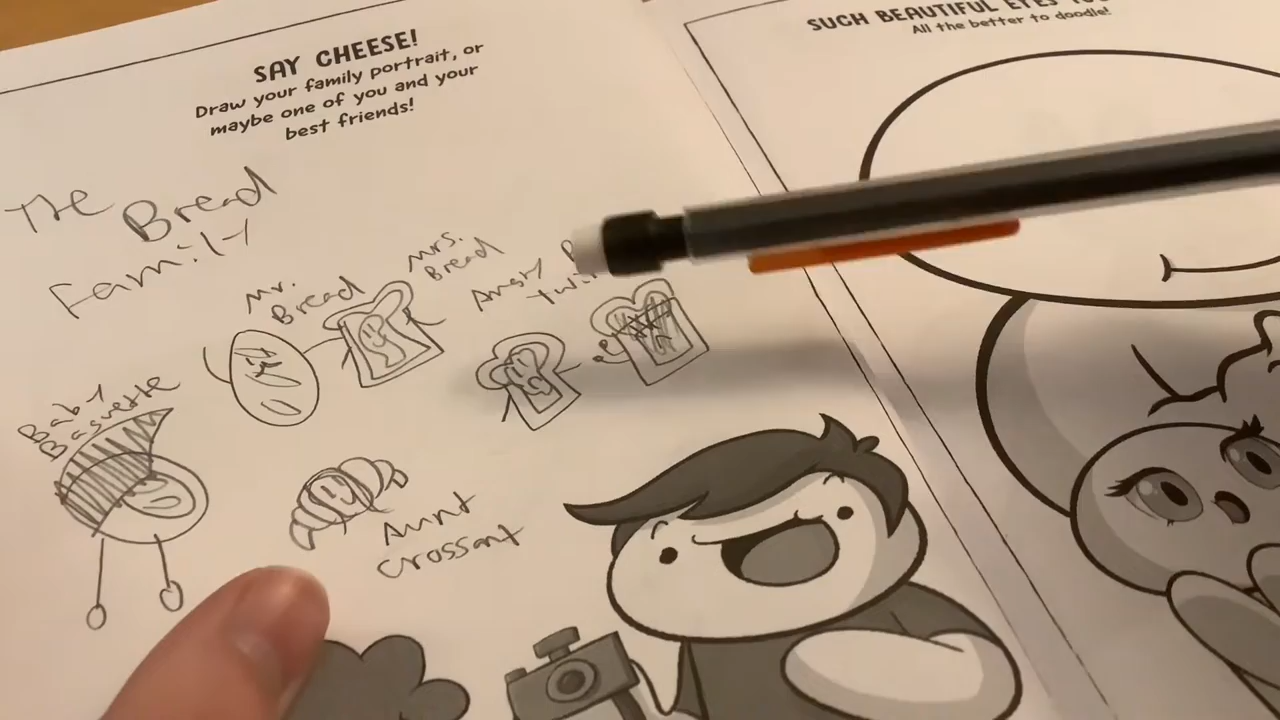 SAY CHEESE!
Draw your family portrait, or
maybe one of you and your
best friends!
The Bread
Family
Mr.
Bread
Mrs.
Bread
Angry
Baby
Baguette
Aunt
crossant
SUCH BEAUTIFUL EYES
All the better to doodle!